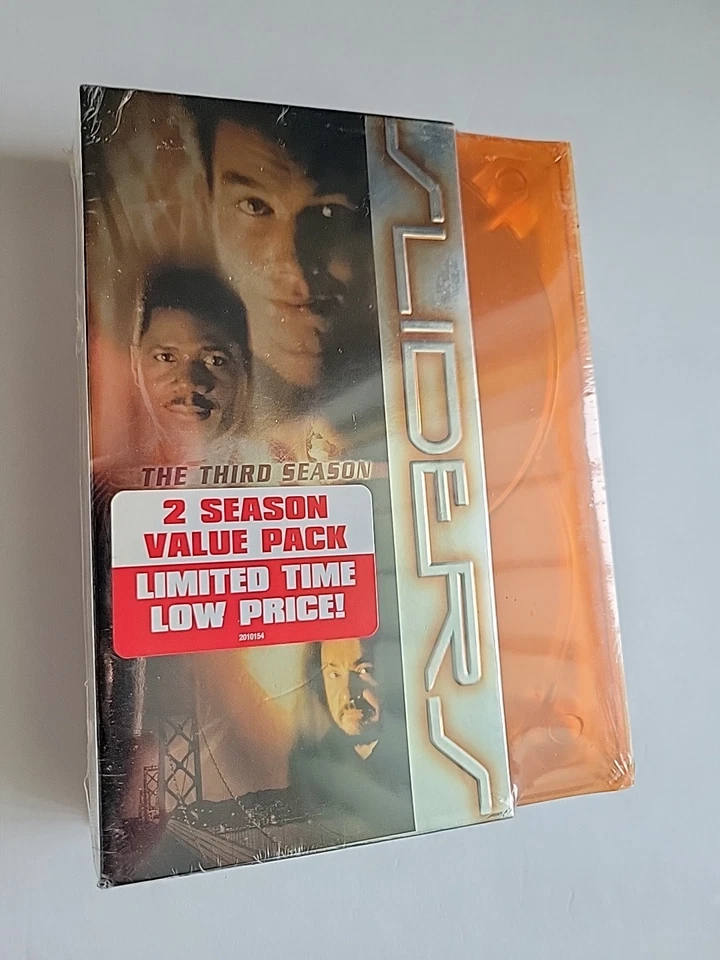 SLIDERS
THE THIRD SEASON
2 SEASON
VALUE PACK
LIMITED TIME
LOW PRICE!
2010154